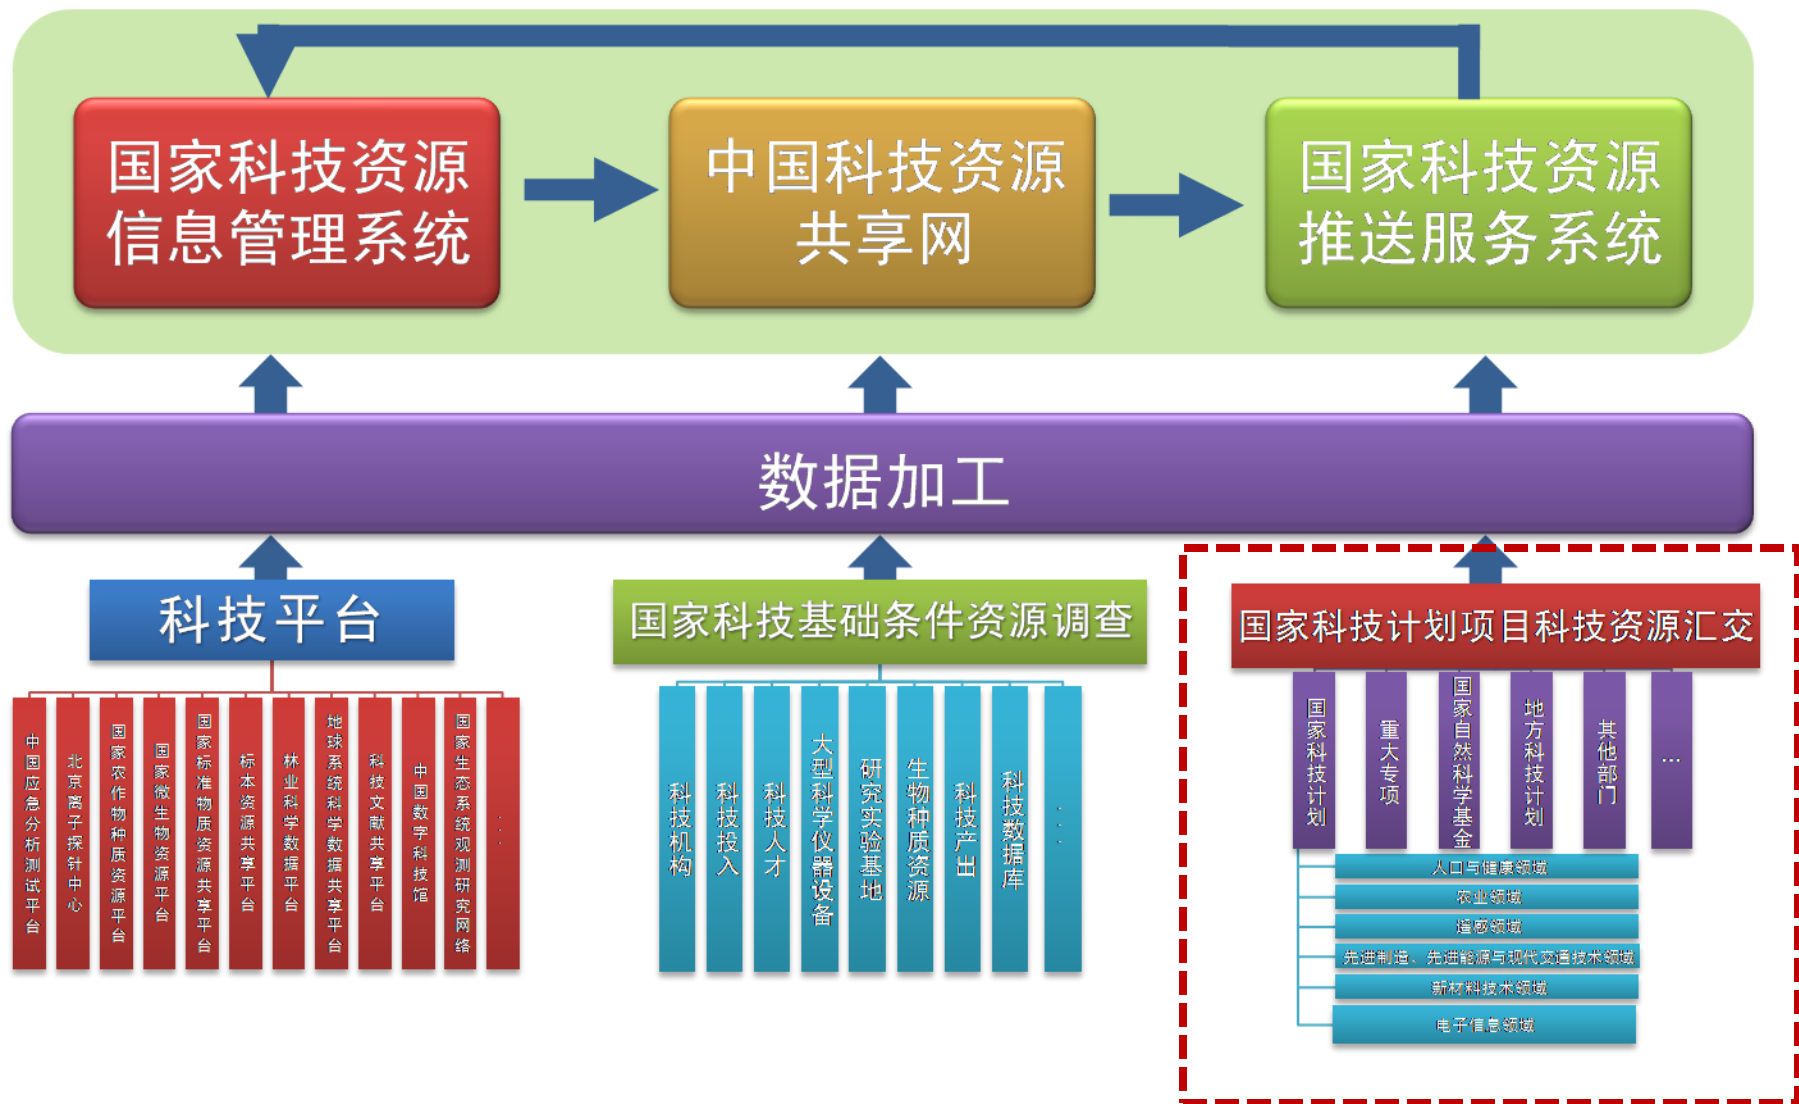 国家科技资源
信息管理系统
中国科技资源
共享网
国家科技资源
推送服务系统
数据加工
科技平台
国家科技基础条件资源调查
国家科技计划项目科技资源汇交
中国应急分析测试平台
北京离子探针中心
国家农作物种质资源平台
国家微生物资源平台
国家标准物质资源共享平台
标本资源共享平台
林业科学数据平台
地球系统科学数据共享平台
科技文献共享平台
中国数字科技馆
国家生态系统观测研究网络
...
科技机构
科技投入
科技人才
大型科学仪器设备
研究实验基地
生物种质资源
科技产出
科技数据库
...
国家科技计划
重大专项
国家自然科学基金
地方科技计划
其他部门
...
人口与健康领域
农业领域
遥感领域
先进制造、先进能源与现代交通技术领域
新材料技术领域
电子信息领域